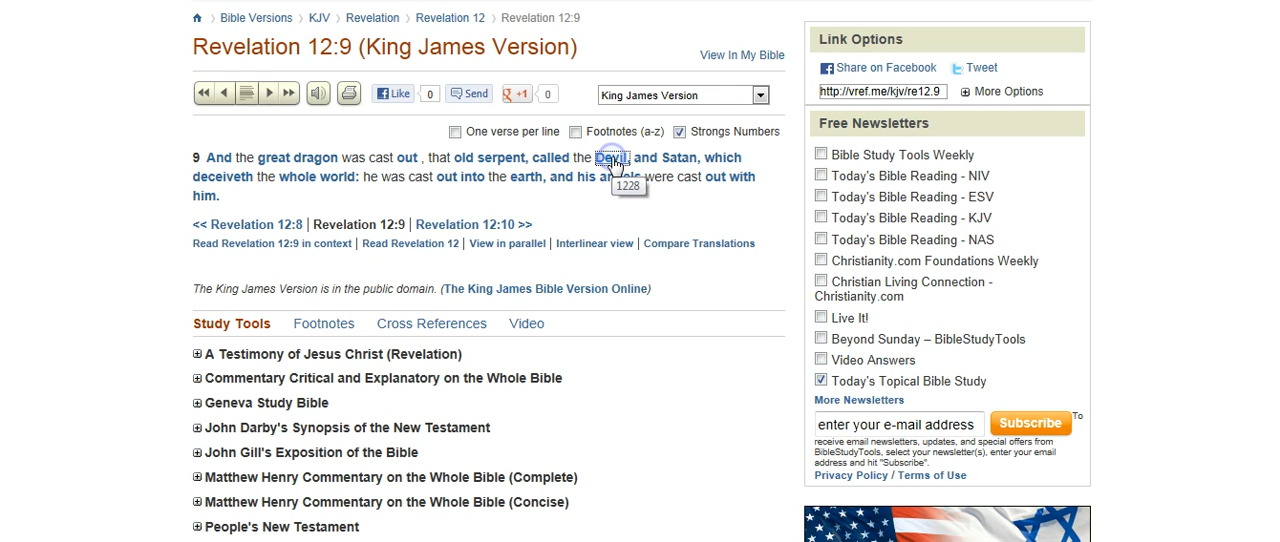 Bible Versions KJV Revelation Revelation 12 Revelation 12:9
Revelation 12:9 (King James Version)
View In My Bible
Like 0 Send +1 0 King James Version
One verse per line Footnotes (a-z) Strongs Numbers
9 And the great dragon was cast out , that old serpent, called the Devil, and Satan, which
deceiveth the whole world: he was cast out into the earth, and his angels were cast out with
him.
1228
<< Revelation 12:8 | Revelation 12:9 | Revelation 12:10 >>
Read Revelation 12:9 in context | Read Revelation 12 | View in parallel | Interlinear view | Compare Translations
The King James Version is in the public domain. (The King James Bible Version Online)
Study Tools Footnotes Cross References Video
A Testimony of Jesus Christ (Revelation)
Commentary Critical and Explanatory on the Whole Bible
Geneva Study Bible
John Darby's Synopsis of the New Testament
John Gill's Exposition of the Bible
Matthew Henry Commentary on the Whole Bible (Complete)
Matthew Henry Commentary on the Whole Bible (Concise)
People's New Testament
Link Options
Share on Facebook Tweet
http://vref.me/kjv/re12.9 More Options
Free Newsletters
Bible Study Tools Weekly
Today's Bible Reading - NIV
Today's Bible Reading - ESV
Today's Bible Reading - KJV
Today's Bible Reading - NAS
Christianity.com Foundations Weekly
Christian Living Connection -
Christianity.com
Live It!
Beyond Sunday – BibleStudyTools
Video Answers
Today's Topical Bible Study
More Newsletters
enter your e-mail address Subscribe To
receive email newsletters, updates, and special offers from
BibleStudyTools, select your newsletter(s), enter your email
address and hit "Subscribe".
Privacy Policy / Terms of Use